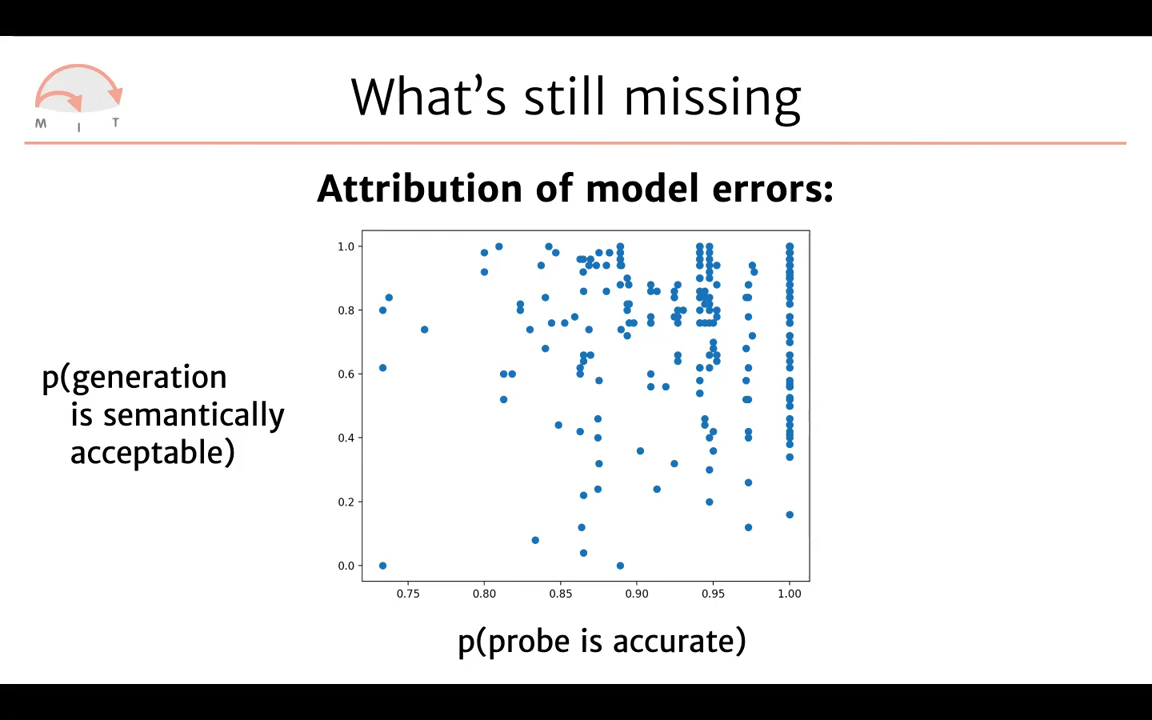 What's still missing
M I T
Attribution of model errors:
1.0
0.8
0.6
0.4
0.2
0.0
p(generation
is semantically
acceptable)
0.75 0.80 0.85 0.90 0.95 1.00
p(probe is accurate)